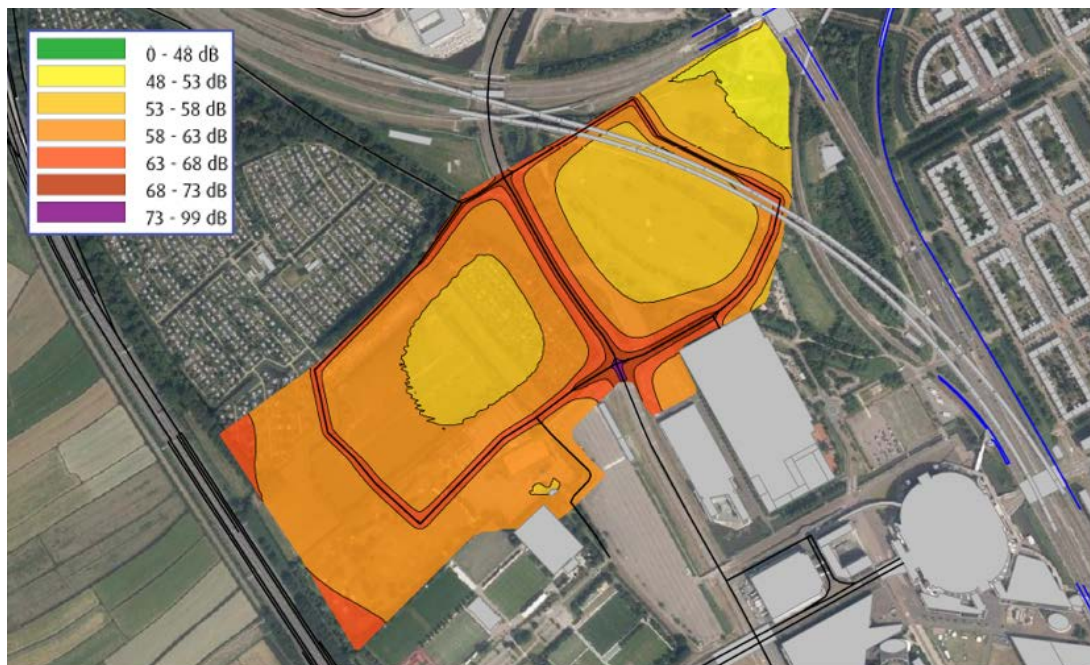 0 - 48 dB
48 - 53 dB
53 - 58 dB
58 - 63 dB
63 - 68 dB
68 - 73 dB
73 - 99 dB